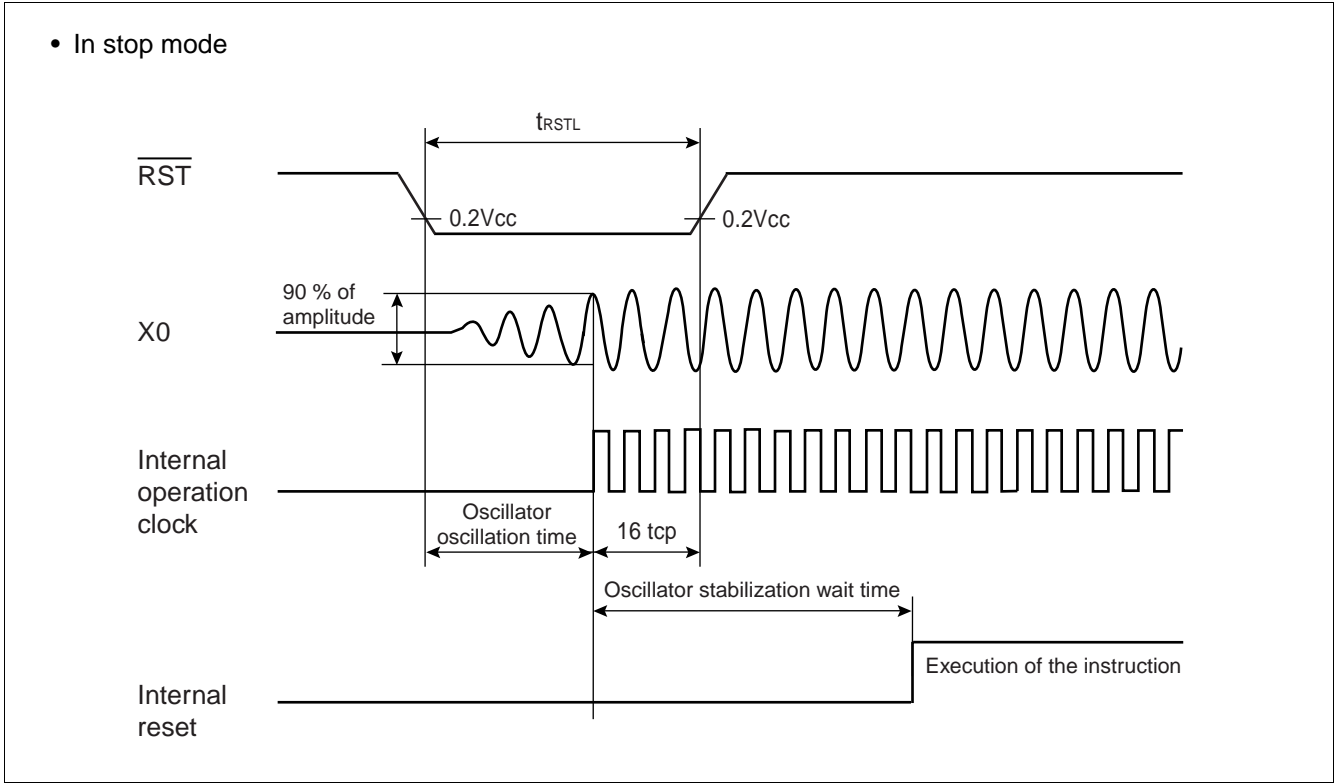 • In stop mode
tRSTL
RST
0.2Vcc
0.2Vcc
90 % of
amplitude
X0
Internal
operation
clock
Oscillator
oscillation time
16 tcp
Oscillator stabilization wait time
Execution of the instruction
Internal
reset